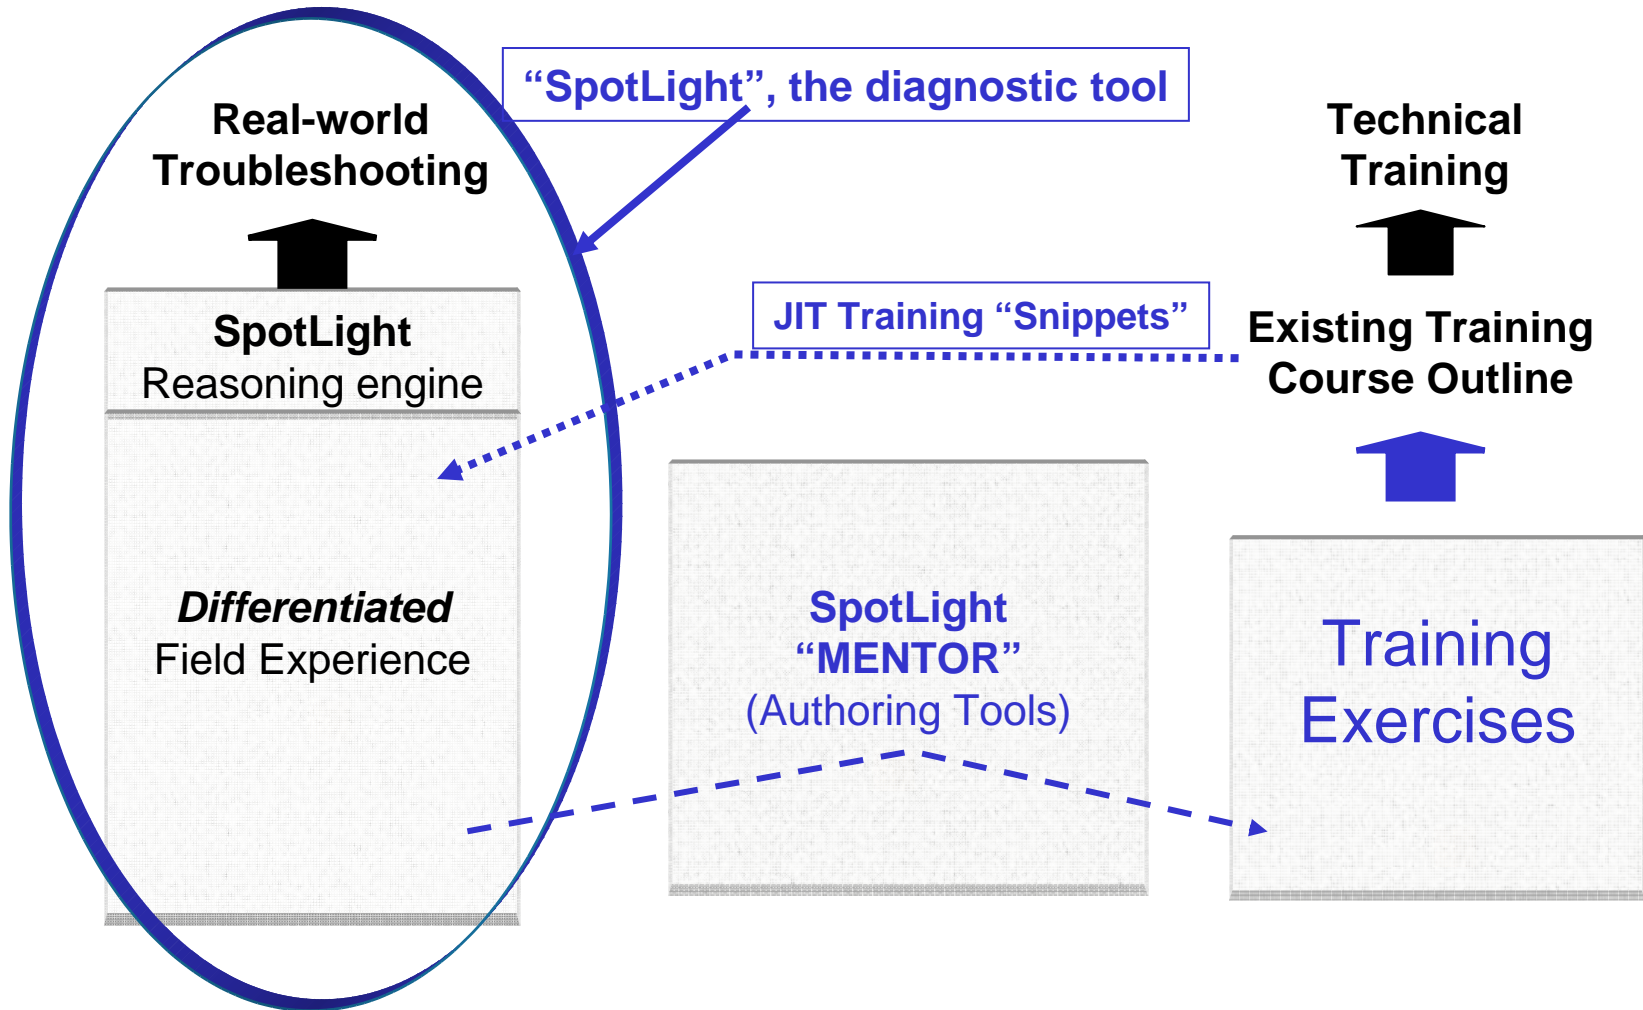 “SpotLight”, the diagnostic tool
Real-world
Troubleshooting
Technical
Training
SpotLight
Reasoning engine
JIT Training “Snippets”
Existing Training
Course Outline
Differentiated
Field Experience
SpotLight
“MENTOR”
(Authoring Tools)
Training
Exercises